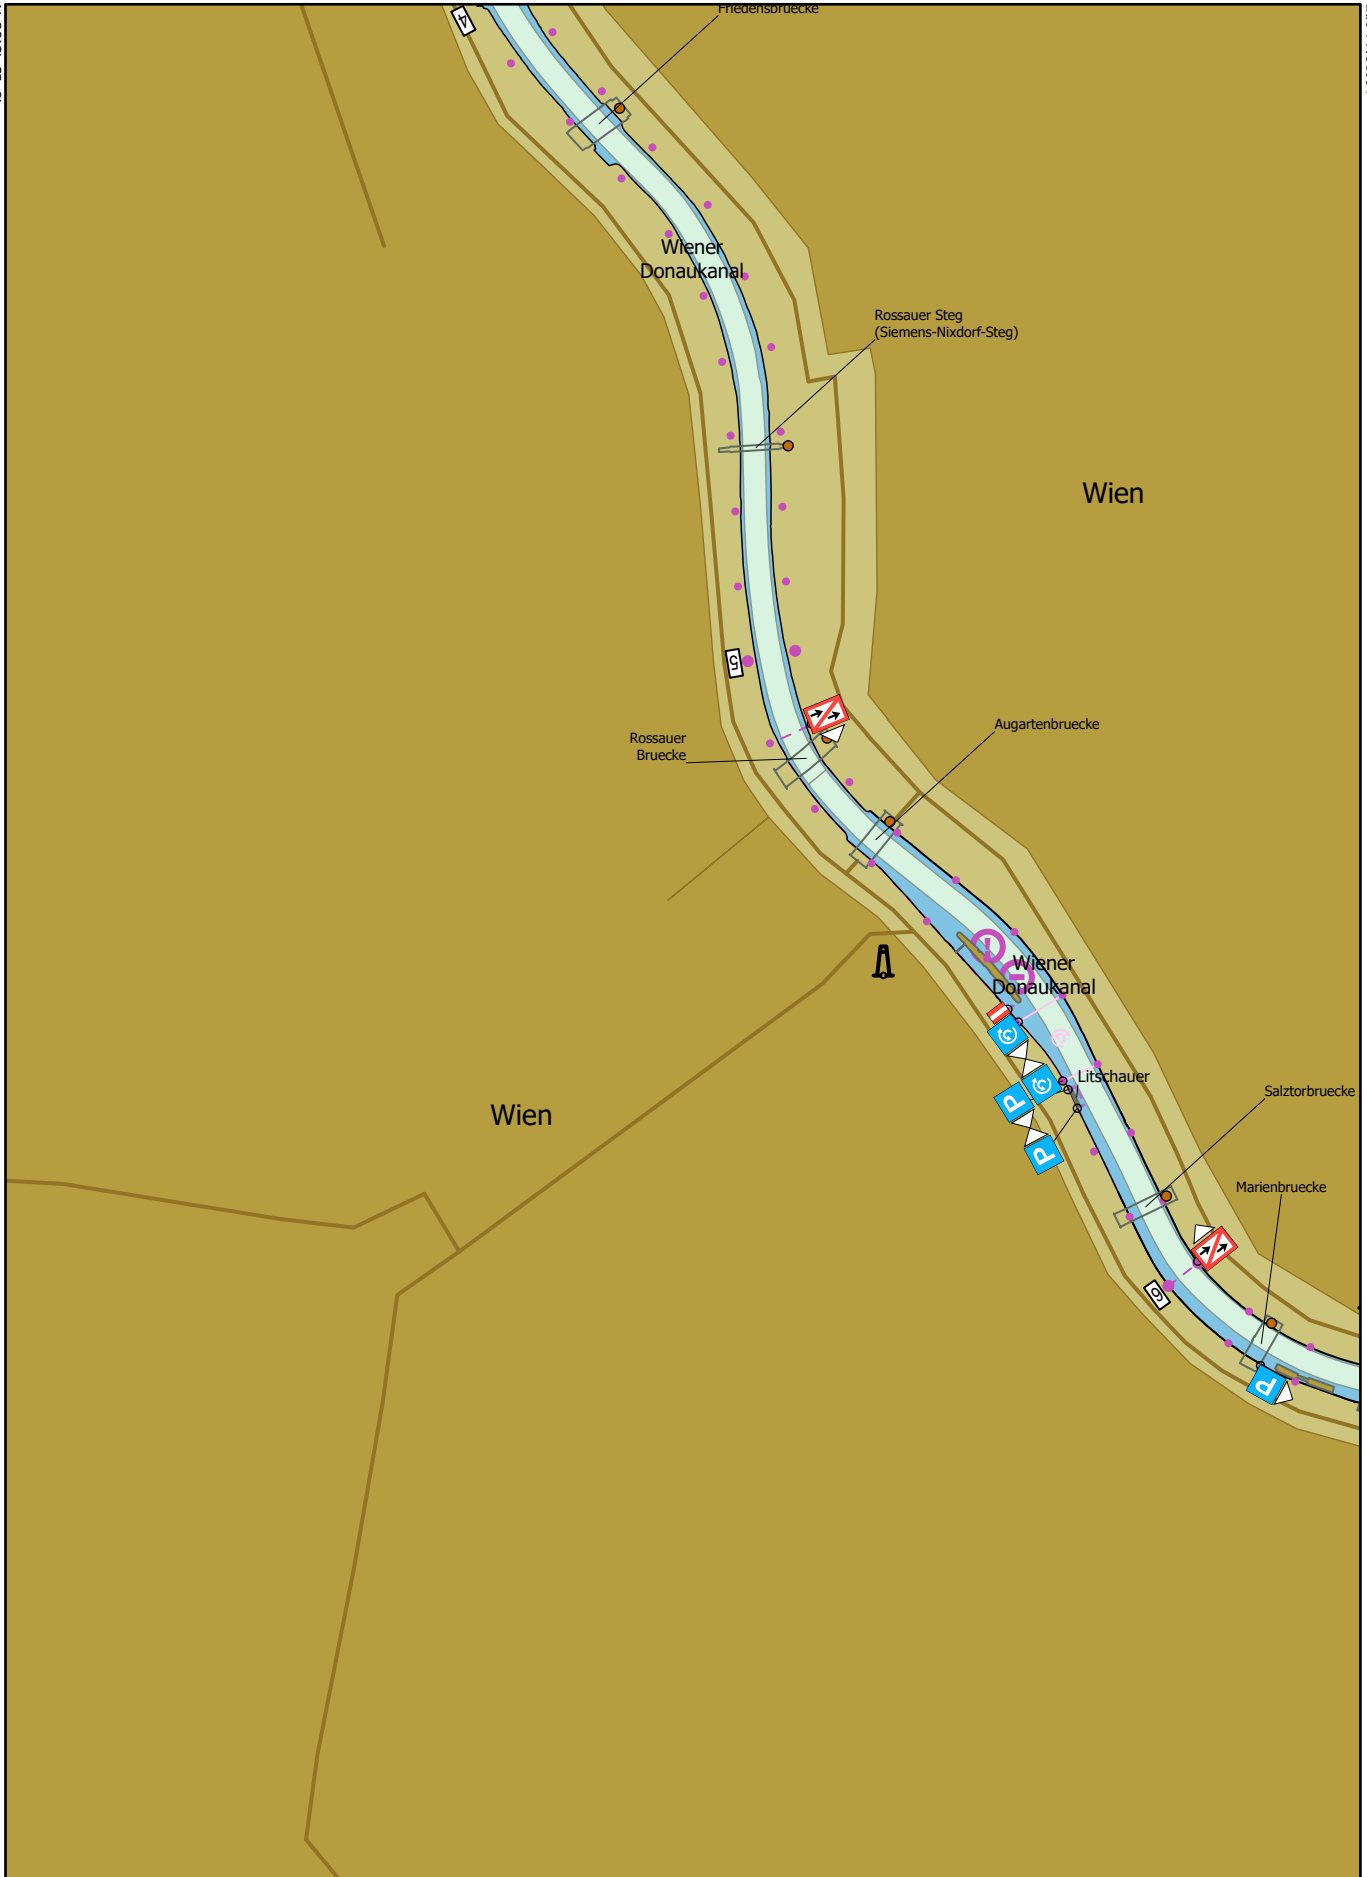 Friedensbruecke
4
Wiener
Donaukanal
Rossauer Steg
(Siemens-Nixdorf-Steg)
Wien
5
Rossauer
Bruecke
Augartenbruecke
Wiener
Donaukanal
Litschauer
P
P
Wien
Salztorbruecke
Marienbruecke
6
P